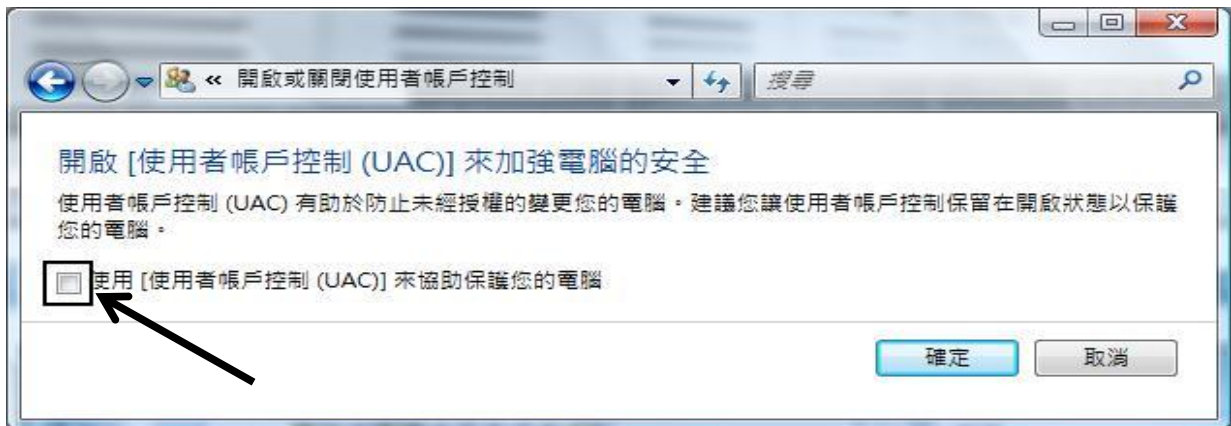 « 開啟或關閉使用者帳戶控制
搜尋
開啟 [使用者帳戶控制 (UAC)] 來加強電腦的安全
使用者帳戶控制 (UAC) 有助於防止未經授權的變更您的電腦。建議您讓使用者帳戶控制保留在開啟狀態以保護
您的電腦。
使用 [使用者帳戶控制 (UAC)] 來協助保護您的電腦
確定
取消